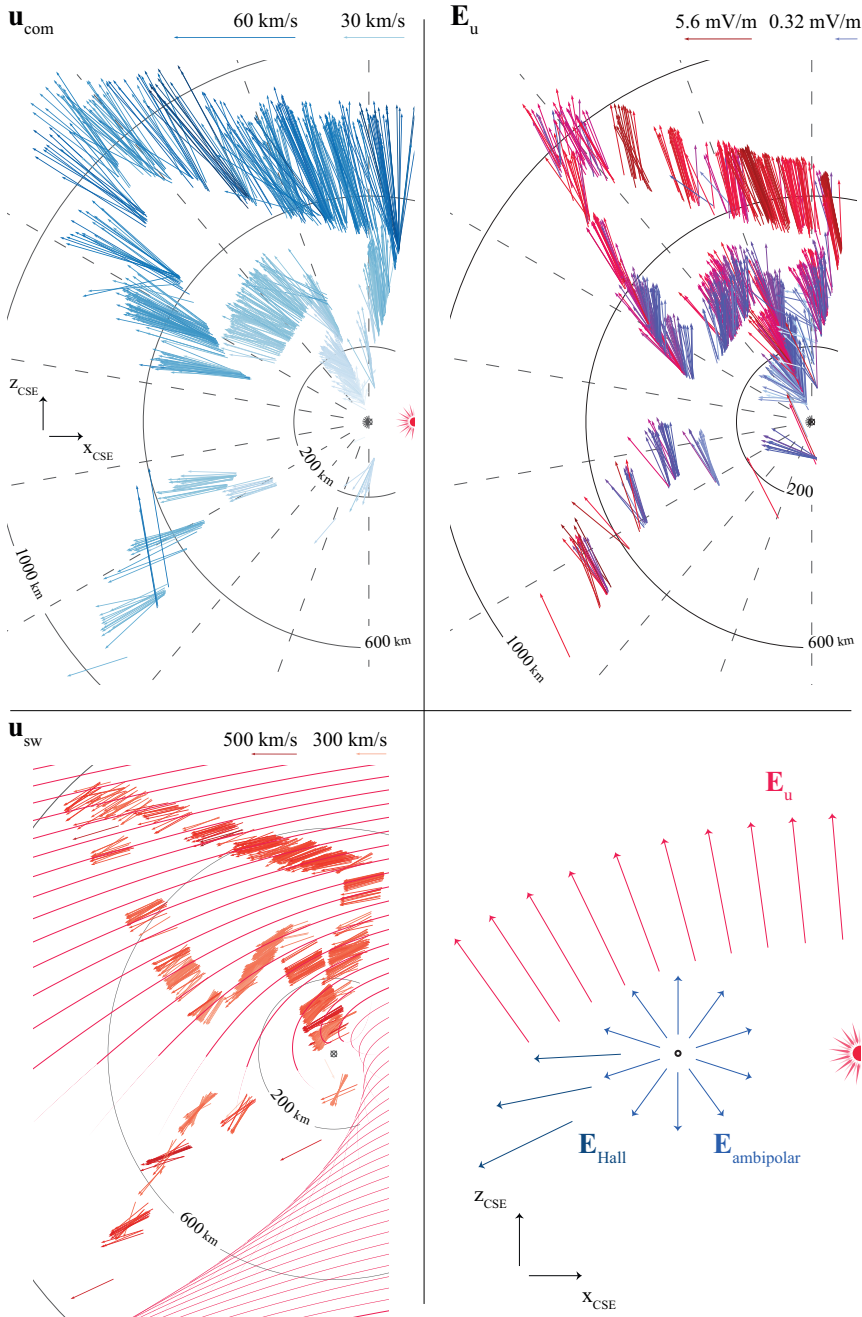 u_com
60 km/s
30 km/s
z_CSE
x_CSE
200 km
600 km
1000 km
E_u
5.6 mV/m
0.32 mV/m
200
600 km
1000 km
u_sw
500 km/s
300 km/s
200 km
600 km
E_u
E_Hall
E_ambipolar
z_CSE
x_CSE